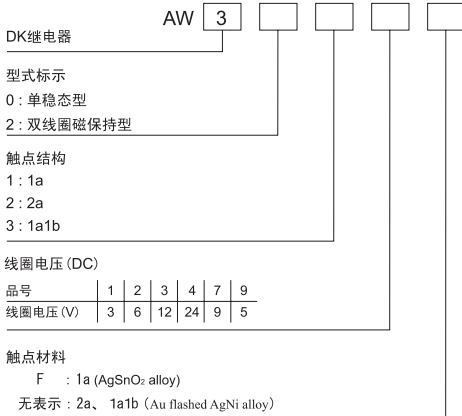 AW 3
DK继电器
型式标示
0 : 单稳态型
2 : 双线圈磁保持型
触点结构
1 : 1a
2 : 2a
3 : 1a1b
线圈电压(DC)
品号 1 2 3 4 7 9
线圈电压(V) 3 6 12 24 9 5
触点材料
F : 1a (AgSnO₂ alloy)
无表示 : 2a、 1a1b (Au flashed AgNi alloy)